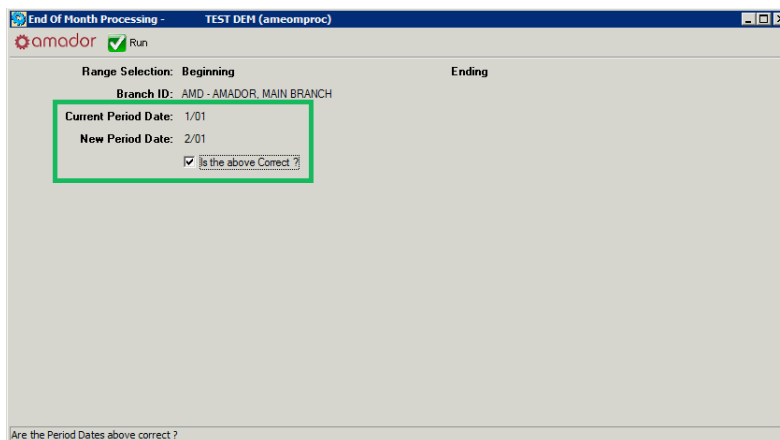 End Of Month Processing - TEST DEM (ameomproc)
amador Run
Range Selection: Beginning Ending
Branch ID: AMD - AMADOR, MAIN BRANCH
Current Period Date: 1/01
New Period Date: 2/01
Is the above Correct ?
Are the Period Dates above correct ?